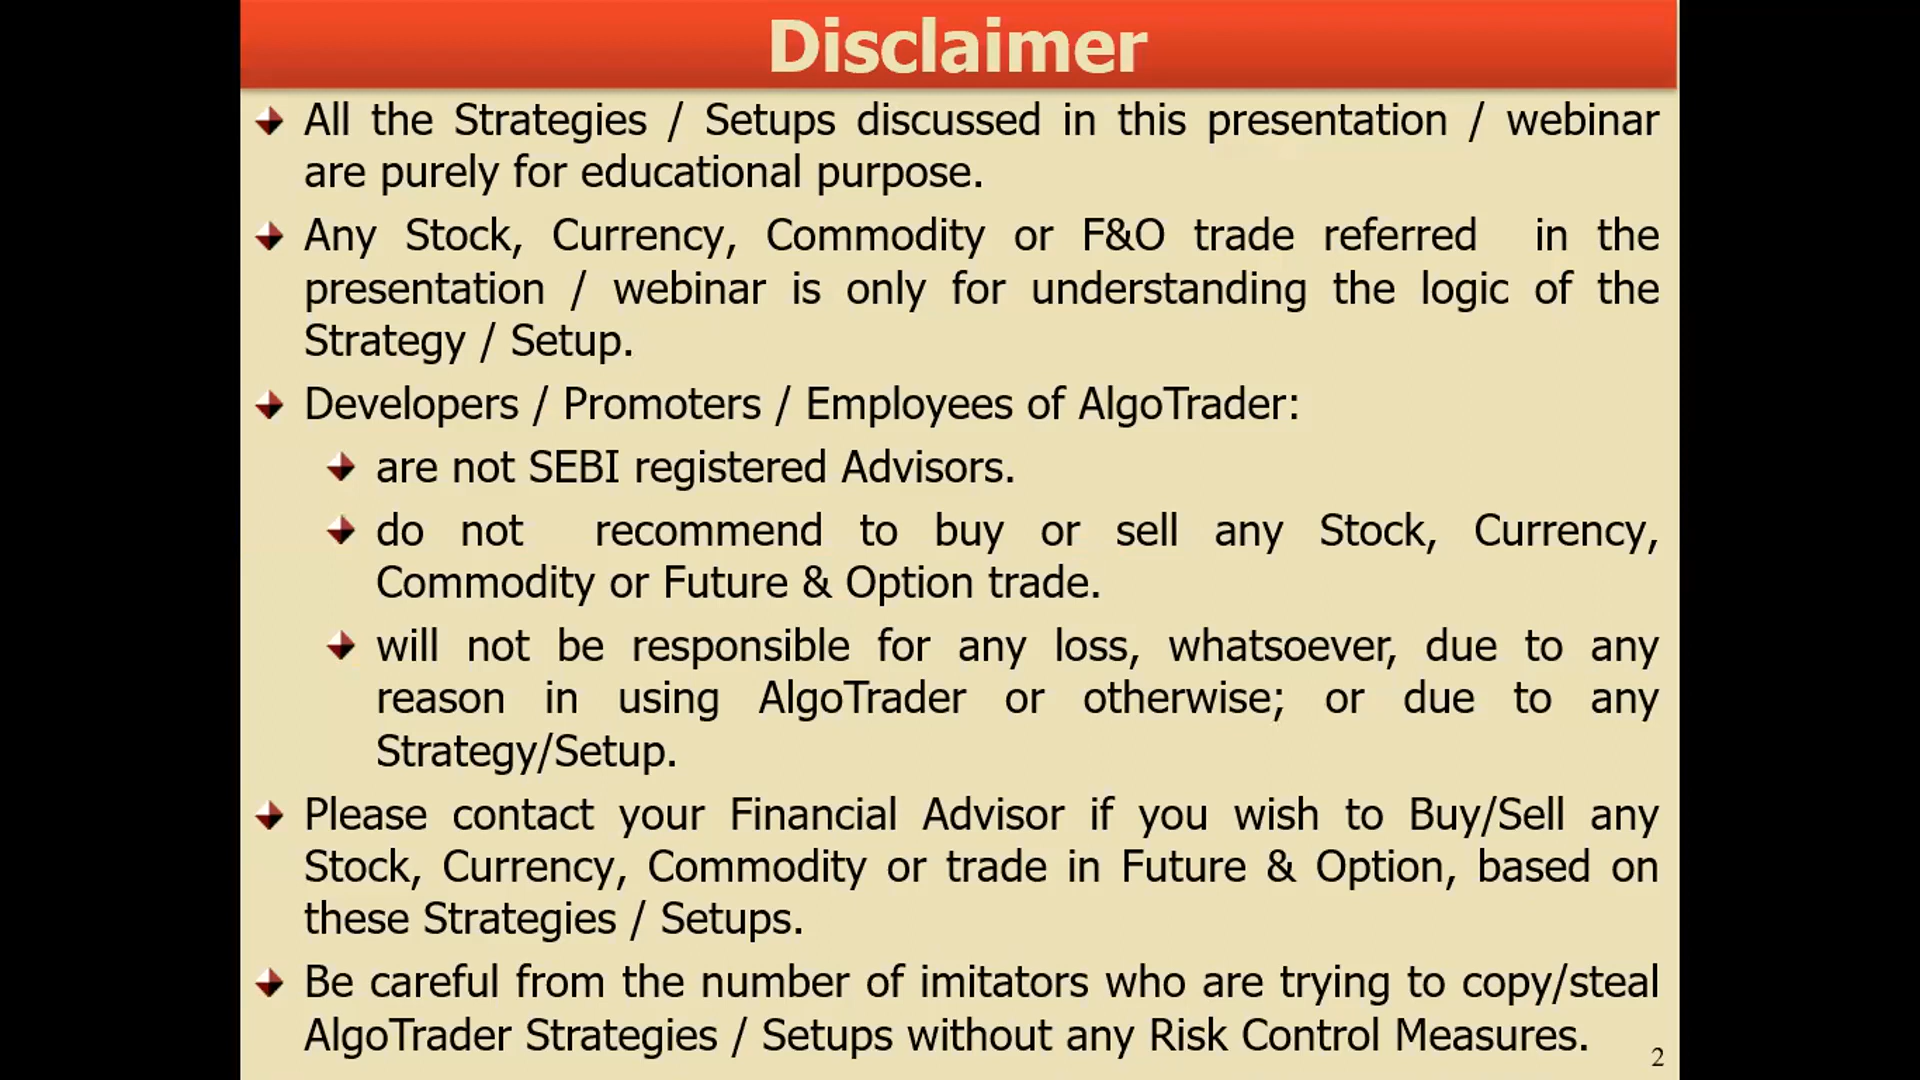 Disclaimer
All the Strategies / Setups discussed in this presentation / webinar
are purely for educational purpose.
Any Stock, Currency, Commodity or F&O trade referred in the
presentation / webinar is only for understanding the logic of the
Strategy / Setup.
Developers / Promoters / Employees of AlgoTrader:
are not SEBI registered Advisors.
do not recommend to buy or sell any Stock, Currency,
Commodity or Future & Option trade.
will not be responsible for any loss, whatsoever, due to any
reason in using AlgoTrader or otherwise; or due to any
Strategy/Setup.
Please contact your Financial Advisor if you wish to Buy/Sell any
Stock, Currency, Commodity or trade in Future & Option, based on
these Strategies / Setups.
Be careful from the number of imitators who are trying to copy/steal
AlgoTrader Strategies / Setups without any Risk Control Measures.
2